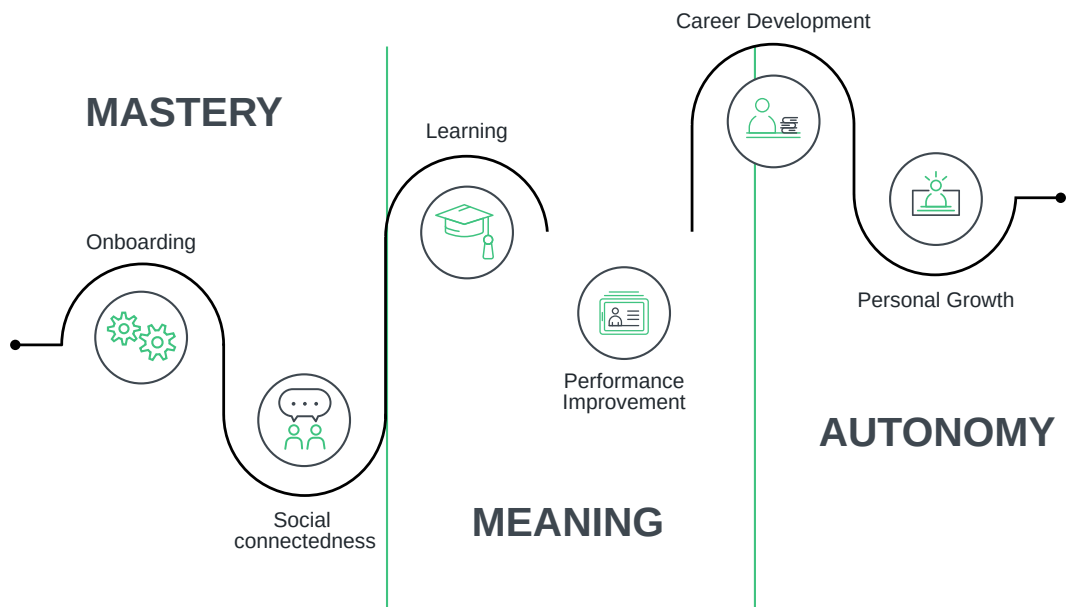 MASTERY
Onboarding
Social
connectedness
Learning
Performance
Improvement
MEANING
Career Development
Personal Growth
AUTONOMY